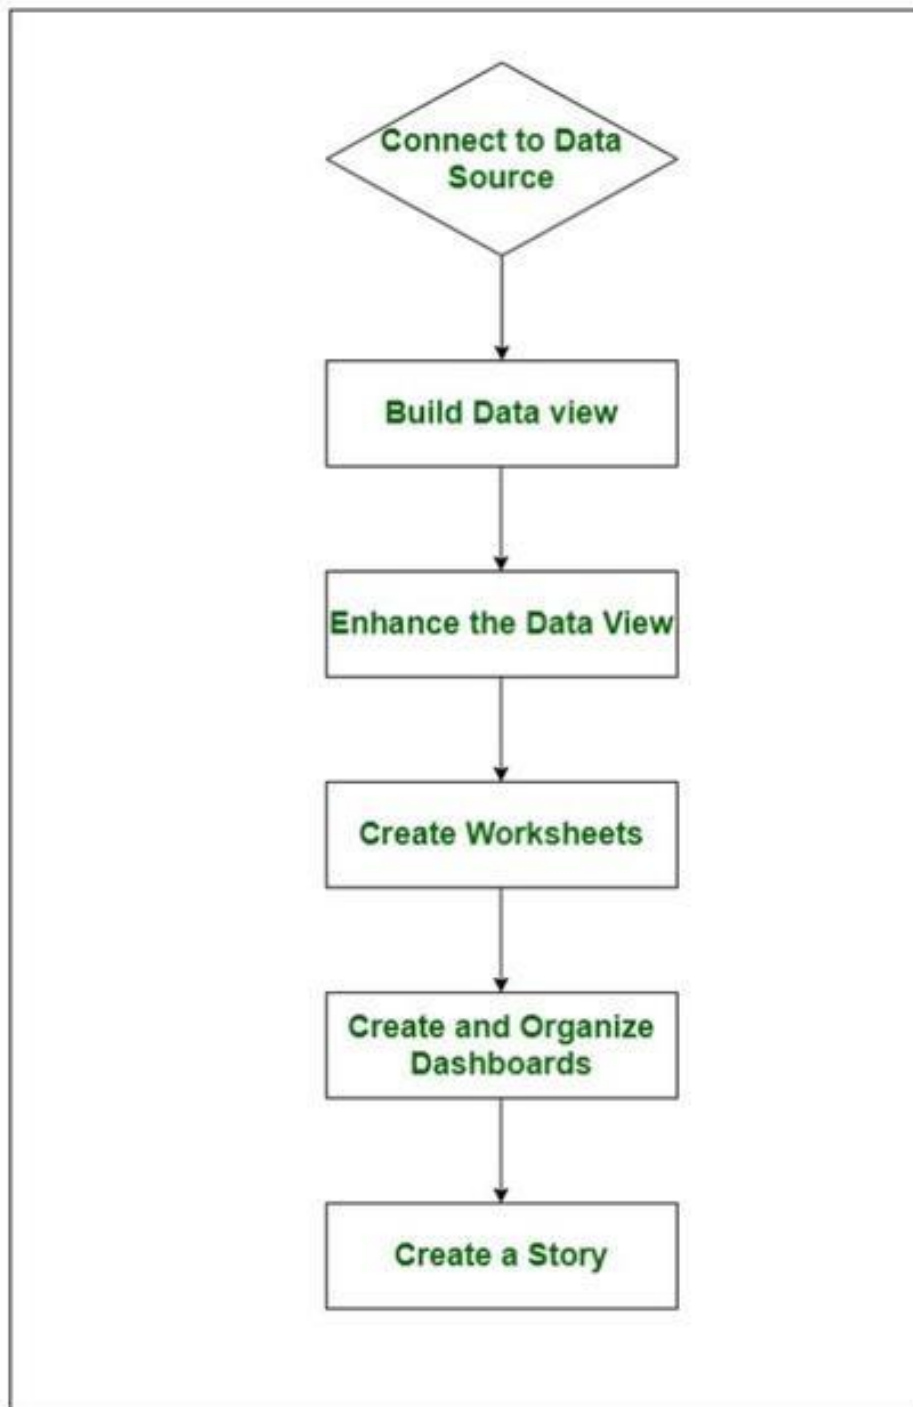 Connect to Data
Source
Build Data view
Enhance the Data View
Create Worksheets
Create and Organize
Dashboards
Create a Story